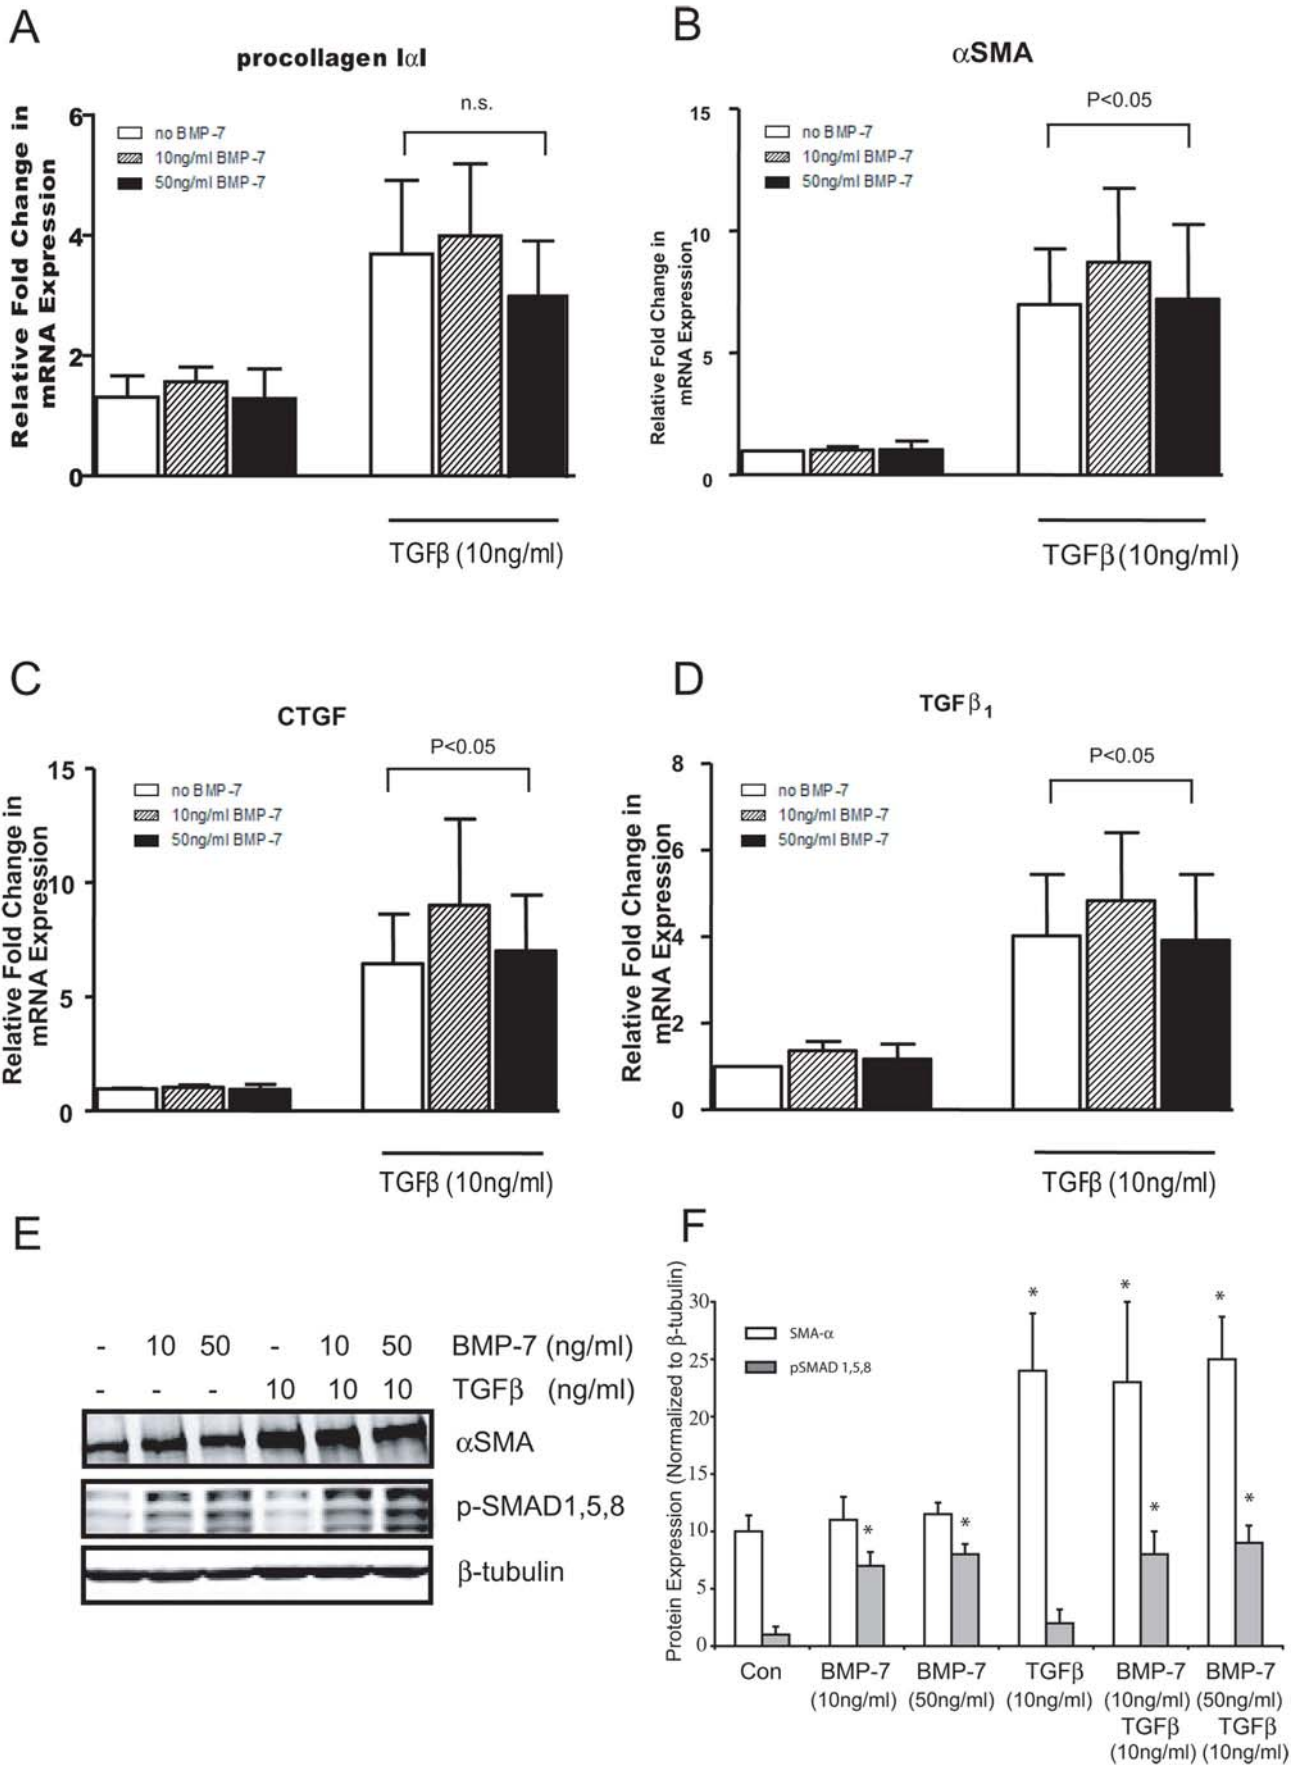 A
procollagen IαI
Relative Fold Change in
mRNA Expression
6
4
2
0
no BMP-7
10ng/ml BMP-7
50ng/ml BMP-7
n.s.
TGFβ (10ng/ml)
B
αSMA
Relative Fold Change in
mRNA Expression
15
10
5
0
no BMP-7
10ng/ml BMP-7
50ng/ml BMP-7
P<0.05
TGFβ (10ng/ml)
C
CTGF
Relative Fold Change in
mRNA Expression
15
10
5
0
no BMP-7
10ng/ml BMP-7
50ng/ml BMP-7
P<0.05
TGFβ (10ng/ml)
D
TGFβ1
Relative Fold Change in
mRNA Expression
8
6
4
2
0
no BMP-7
10ng/ml BMP-7
50ng/ml BMP-7
P<0.05
TGFβ (10ng/ml)
E
- 10 50 - 10 50 BMP-7 (ng/ml)
- - - 10 10 10 TGFβ (ng/ml)
αSMA
p-SMAD1,5,8
β-tubulin
F
Protein Expression (Normalized to β-tubulin)
30
25
20
15
10
5
0
SMA-α
pSMAD 1,5,8
* * *
* * * *
Con BMP-7 BMP-7 TGFβ BMP-7 BMP-7
(10ng/ml) (50ng/ml) (10ng/ml) (10ng/ml) (50ng/ml)
TGFβ TGFβ
(10ng/ml) (10ng/ml)